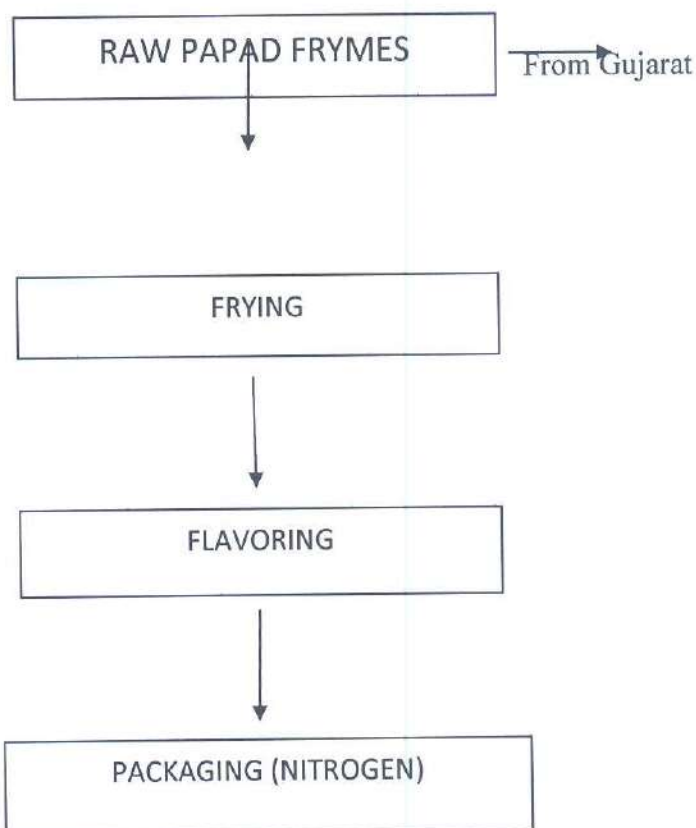 RAW PAPAD FRYMES
From Gujarat
FRYING
FLAVORING
PACKAGING (NITROGEN)